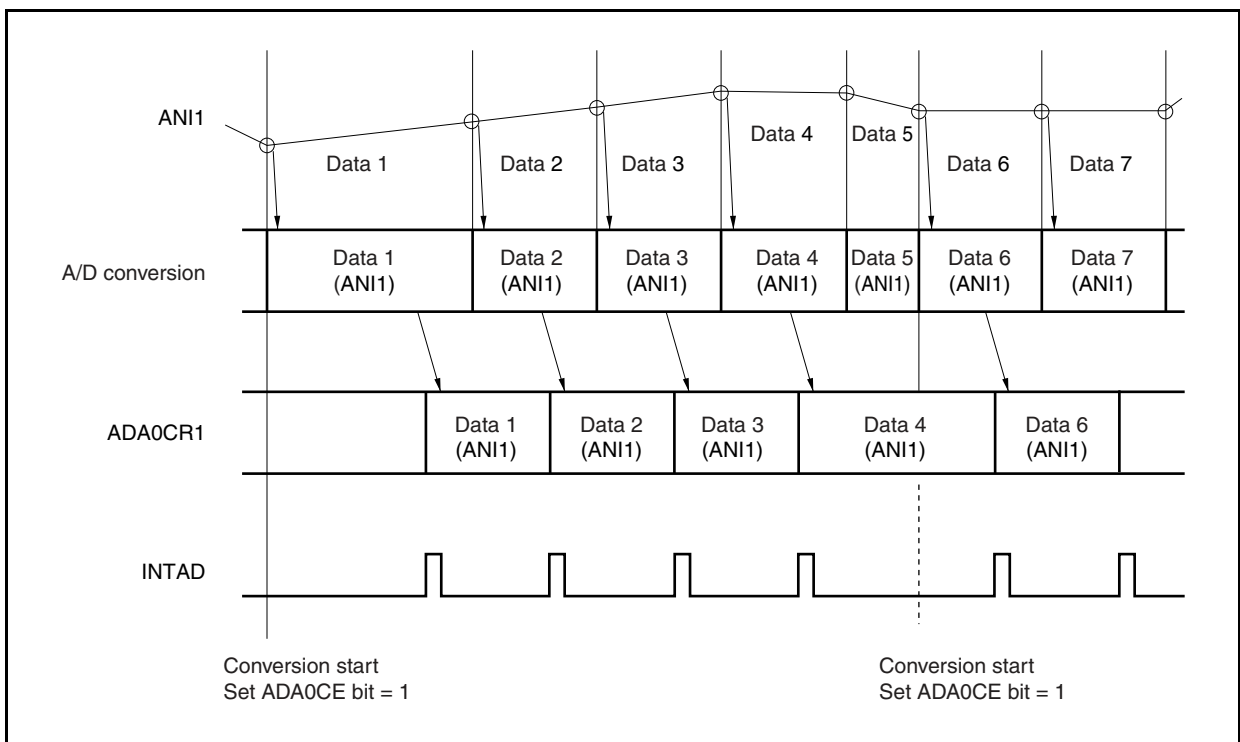 ANI1
Data 1
Data 2
Data 3
Data 4
Data 5
Data 6
Data 7
A/D conversion
Data 1
(ANI1)
Data 2
(ANI1)
Data 3
(ANI1)
Data 4
(ANI1)
Data 5
(ANI1)
Data 6
(ANI1)
Data 7
(ANI1)
ADA0CR1
Data 1
(ANI1)
Data 2
(ANI1)
Data 3
(ANI1)
Data 4
(ANI1)
Data 6
(ANI1)
INTAD
Conversion start
Set ADA0CE bit = 1
Conversion start
Set ADA0CE bit = 1